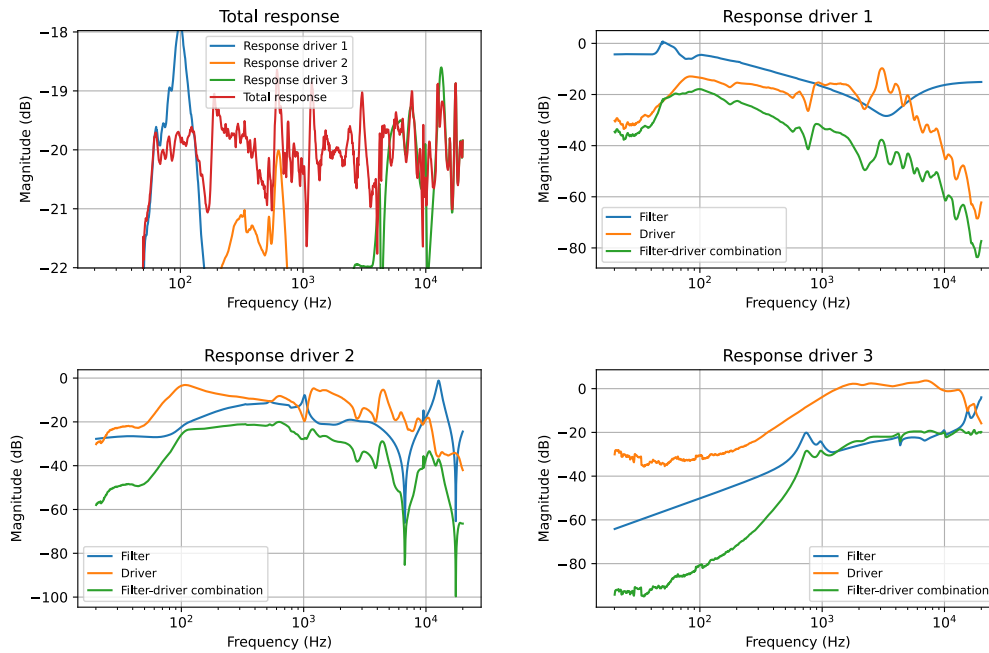 Total response
Magnitude (dB)
−18
−19
−20
−21
−22
Response driver 1
Response driver 2
Response driver 3
Total response
10²
10³
10⁴
Frequency (Hz)
Response driver 1
Magnitude (dB)
0
−20
−40
−60
−80
Filter
Driver
Filter-driver combination
10²
10³
10⁴
Frequency (Hz)
Response driver 2
Magnitude (dB)
0
−20
−40
−60
−80
−100
Filter
Driver
Filter-driver combination
10²
10³
10⁴
Frequency (Hz)
Response driver 3
Magnitude (dB)
0
−20
−40
−60
−80
Filter
Driver
Filter-driver combination
10²
10³
10⁴
Frequency (Hz)